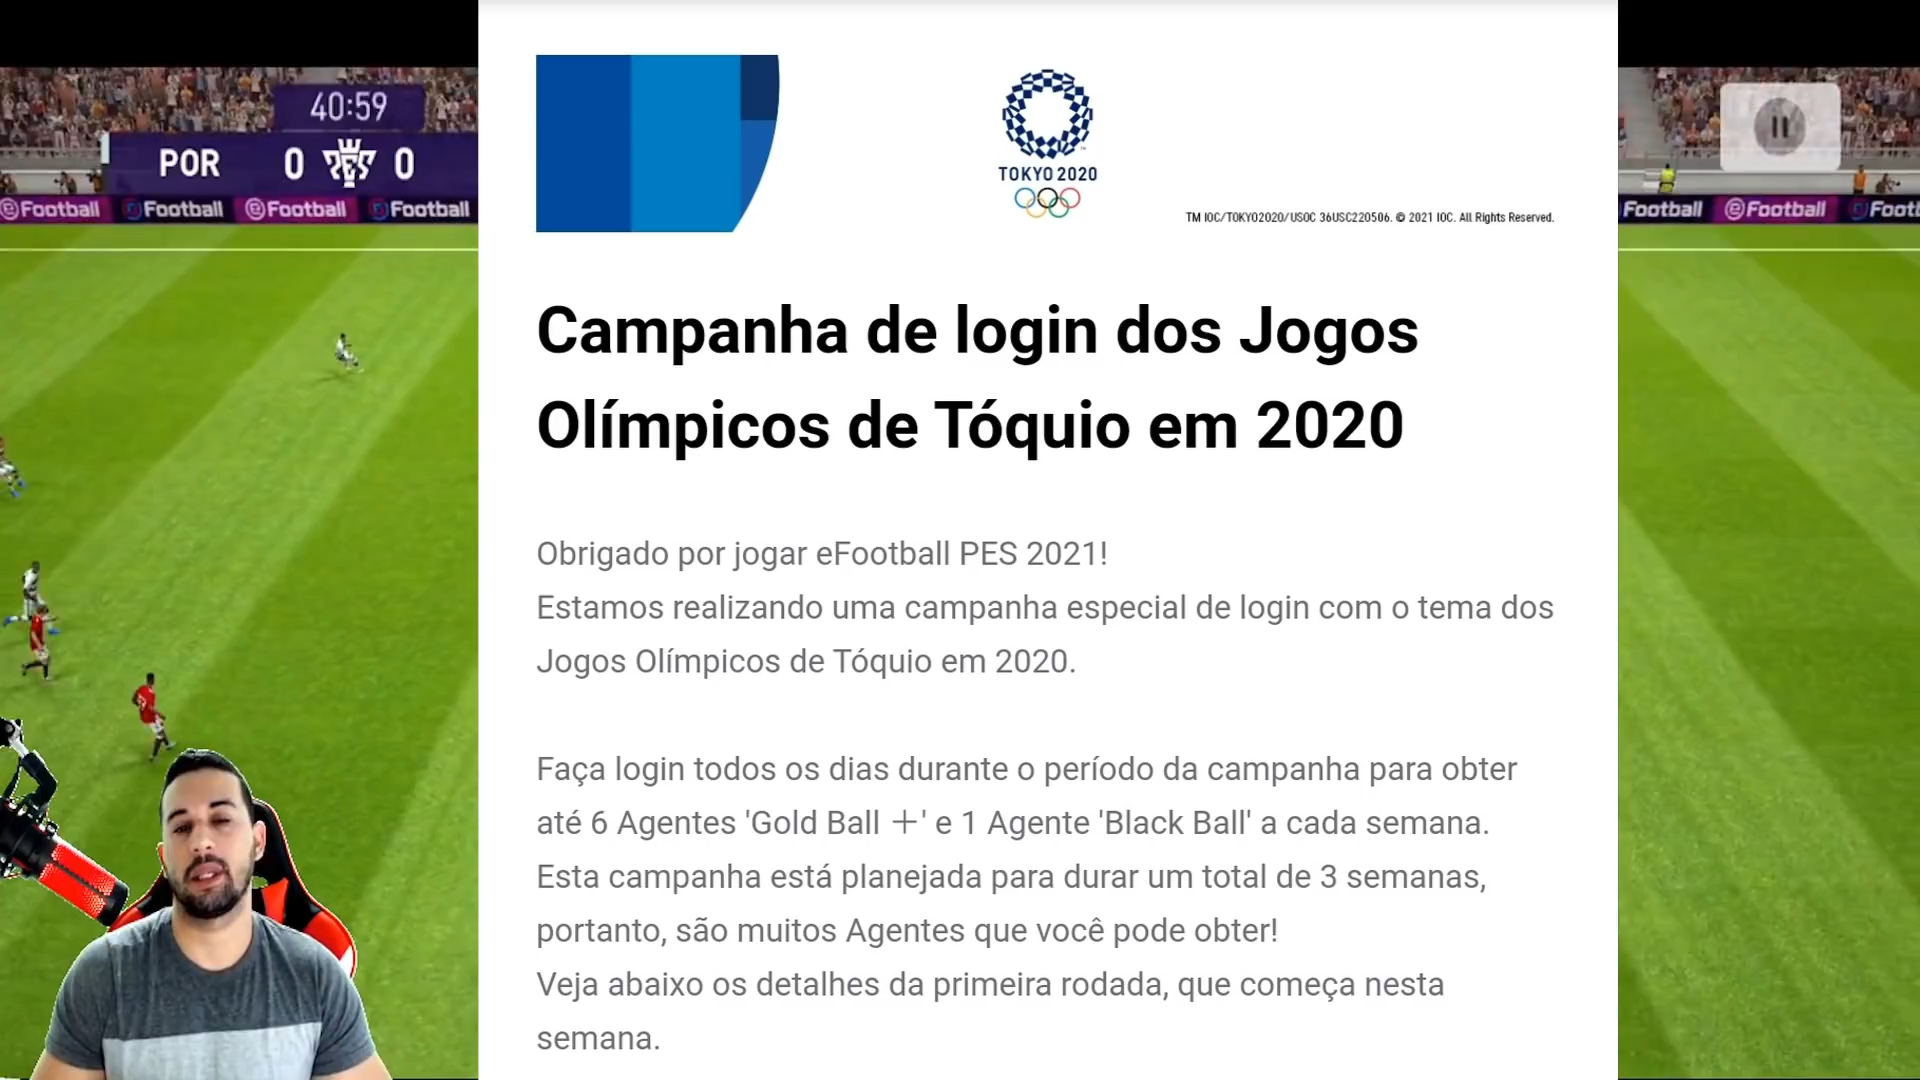 40:59
POR 0 PES 0
eFootball eFootball eFootball eFootball
TOKYO 2020
TM IOC/TOKYO2020/USOC 36USC220506. © 2021 IOC. All Rights Reserved.
Football eFootball eFootb
Campanha de login dos Jogos
Olímpicos de Tóquio em 2020
Obrigado por jogar eFootball PES 2021!
Estamos realizando uma campanha especial de login com o tema dos
Jogos Olímpicos de Tóquio em 2020.
Faça login todos os dias durante o período da campanha para obter
até 6 Agentes 'Gold Ball +' e 1 Agente 'Black Ball' a cada semana.
Esta campanha está planejada para durar um total de 3 semanas,
portanto, são muitos Agentes que você pode obter!
Veja abaixo os detalhes da primeira rodada, que começa nesta
semana.